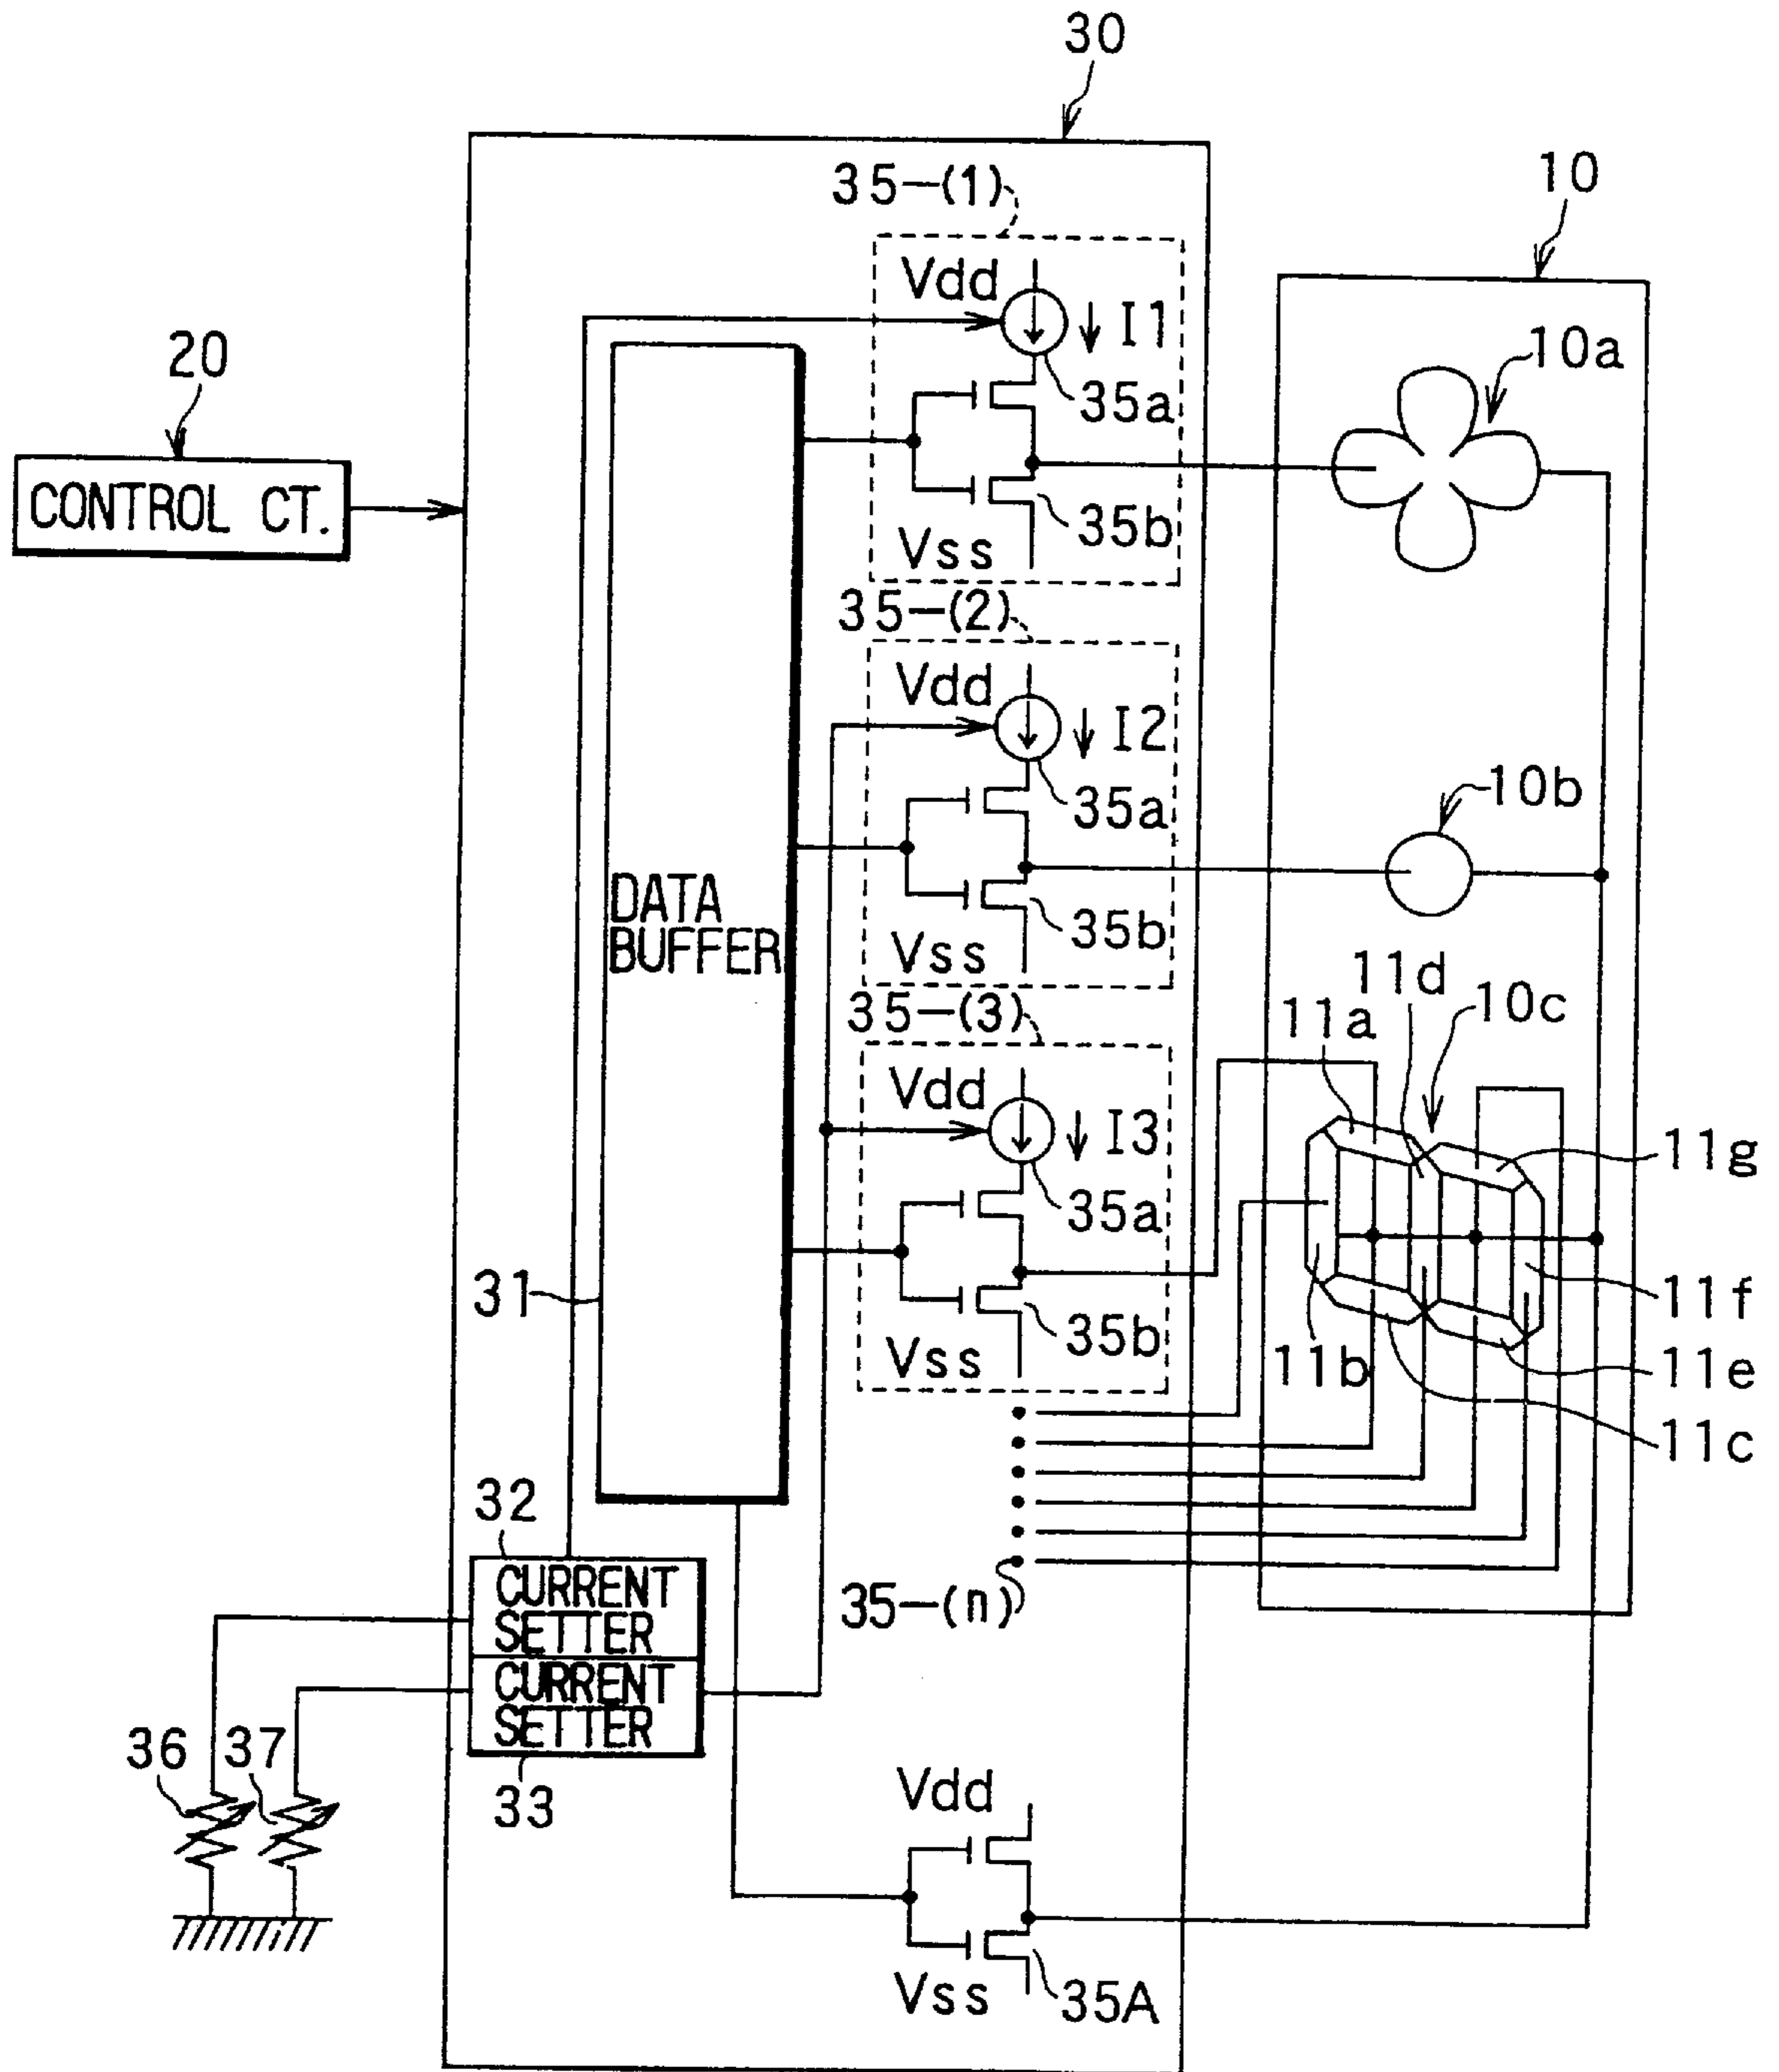 30
10
35-(1)
Vdd
I1
10a
20
35a
CONTROL CT.
35b
Vss
35-(2)
Vdd
I2
10b
35a
DATA
BUFFER
35b
Vss
11d
35-(3)
11a
10c
Vdd
I3
11g
35a
31
11f
35b
11b
Vss
11e
11c
32
CURRENT
SETTER
35-(n)
CURRENT
SETTER
36
37
33
Vdd
Vss
35A